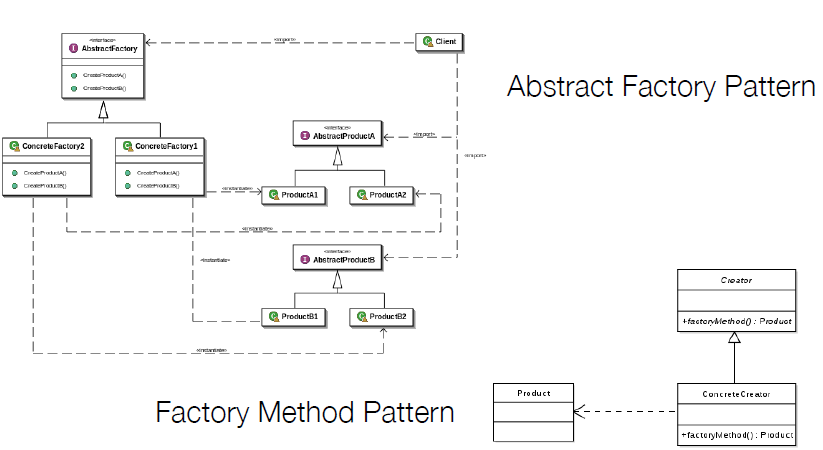 «interface»
AbstractFactory
CreateProductA()
CreateProductB()
«import»
Client
Abstract Factory Pattern
ConcreteFactory2
CreateProductA()
CreateProductB()
ConcreteFactory1
CreateProductA()
CreateProductB()
«interface»
AbstractProductA
«import»
«import»
«instantiate»
ProductA1
ProductA2
«instantiate»
«instantiate»
«interface»
AbstractProductB
ProductB1
ProductB2
«instantiate»
Creator
+factoryMethod() : Product
Factory Method Pattern
Product
ConcreteCreator
+factoryMethod() : Product